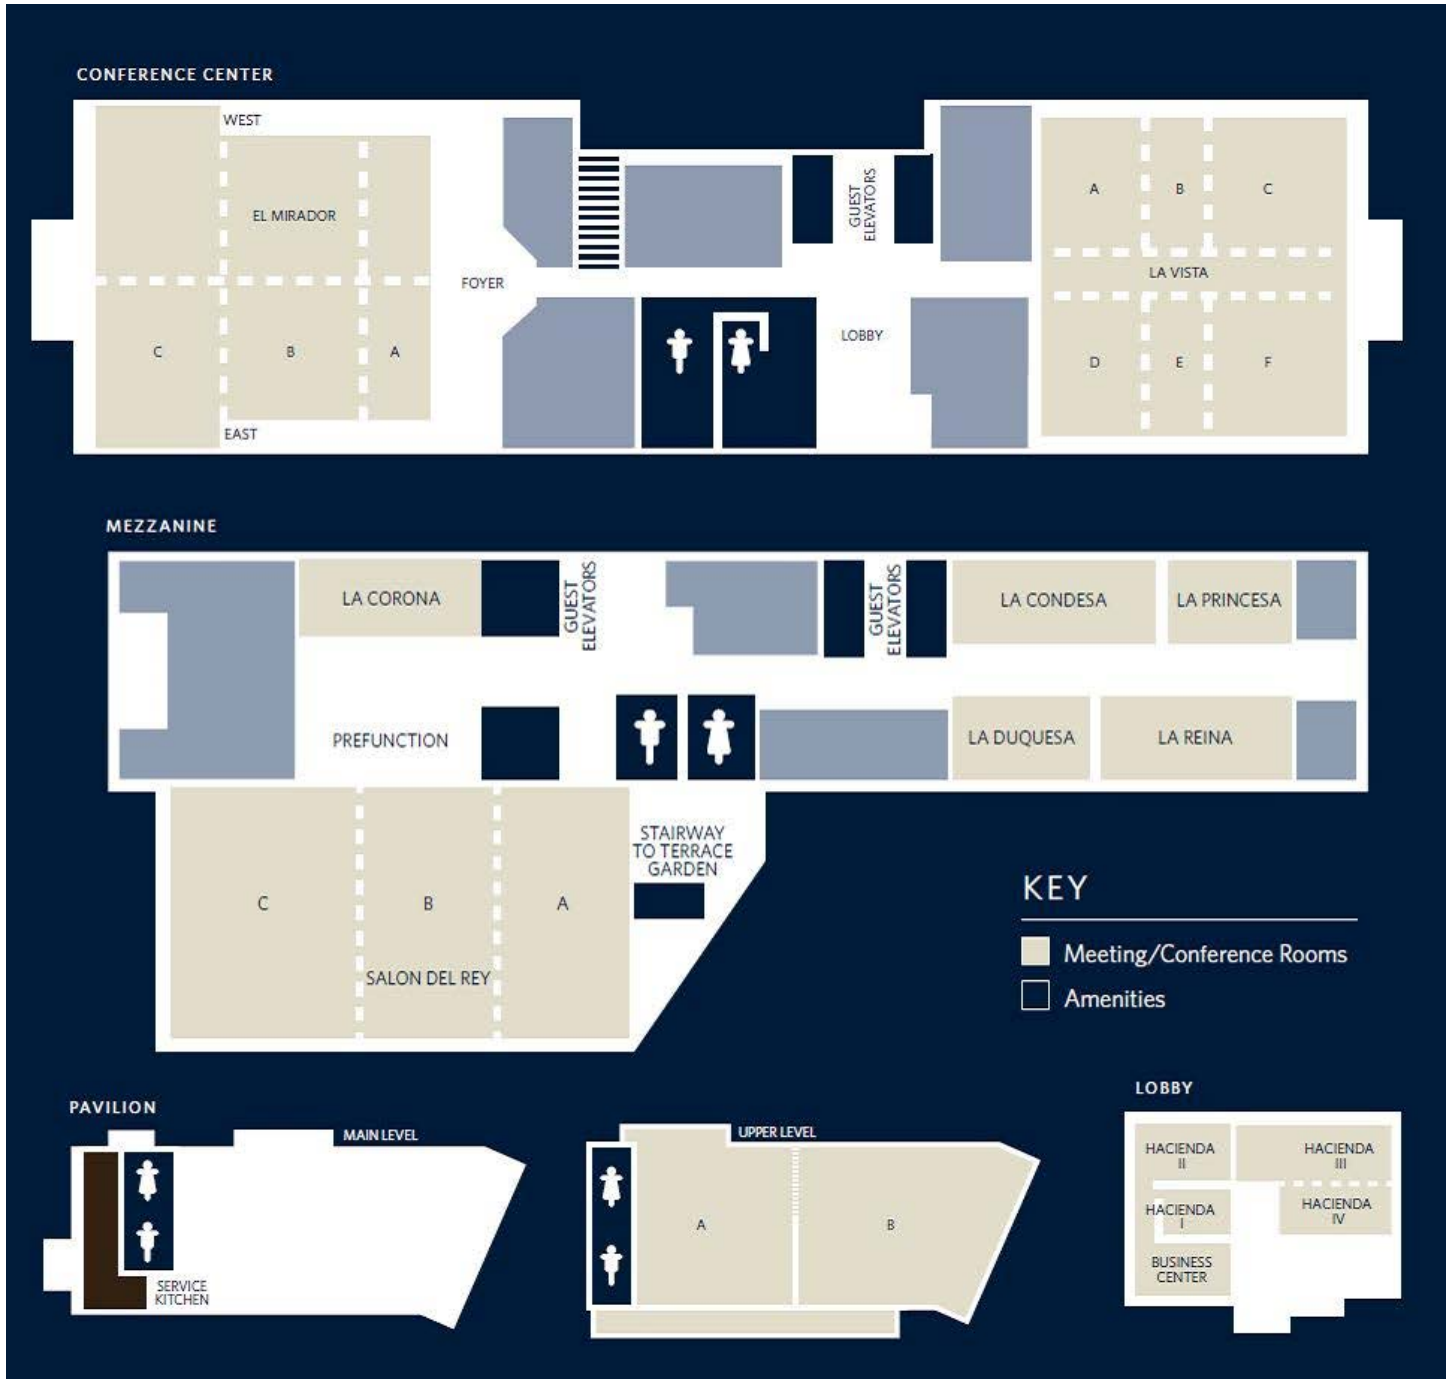 CONFERENCE CENTER
WEST
EL MIRADOR
C
B
A
EAST
FOYER
GUEST
ELEVATORS
LOBBY
A
B
C
LA VISTA
D
E
F
MEZZANINE
LA CORONA
GUEST
ELEVATORS
GUEST
ELEVATORS
LA CONDESA
LA PRINCESA
PREFUNCTION
LA DUQUESA
LA REINA
STAIRWAY
TO TERRACE
GARDEN
C
B
A
SALON DEL REY
KEY
Meeting/Conference Rooms
Amenities
PAVILION
MAIN LEVEL
SERVICE
KITCHEN
UPPER LEVEL
A
B
LOBBY
HACIENDA
II
HACIENDA
III
HACIENDA
I
HACIENDA
IV
BUSINESS
CENTER